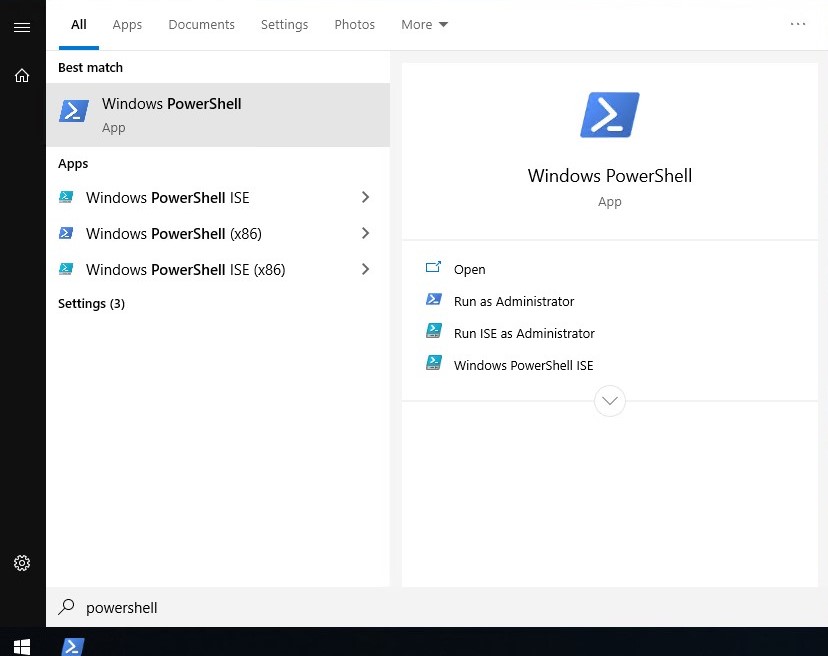 All Apps Documents Settings Photos More
Best match
Windows PowerShell
App
Apps
Windows PowerShell ISE
Windows PowerShell (x86)
Windows PowerShell ISE (x86)
Settings (3)
Windows PowerShell
App
Open
Run as Administrator
Run ISE as Administrator
Windows PowerShell ISE
powershell